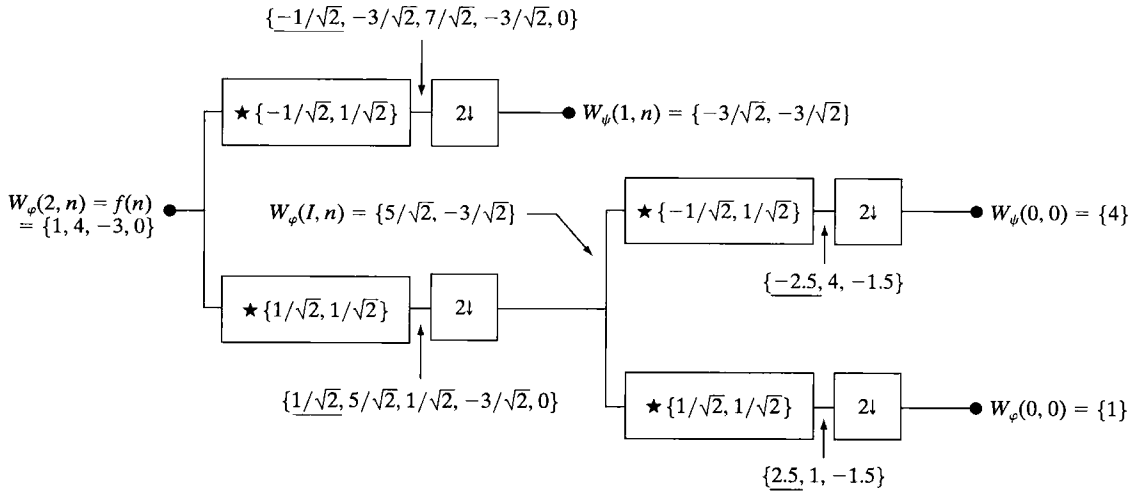 {−1/√2, −3/√2, 7/√2, −3/√2, 0}
★{−1/√2, 1/√2}
2↓
W_ψ(1, n) = {−3/√2, −3/√2}
W_φ(2, n) = f(n)
= {1, 4, −3, 0}
W_φ(I, n) = {5/√2, −3/√2}
★{−1/√2, 1/√2}
2↓
W_ψ(0, 0) = {4}
{−2.5, 4, −1.5}
★{1/√2, 1/√2}
2↓
{1/√2, 5/√2, 1/√2, −3/√2, 0}
★{1/√2, 1/√2}
2↓
W_φ(0, 0) = {1}
{2.5, 1, −1.5}